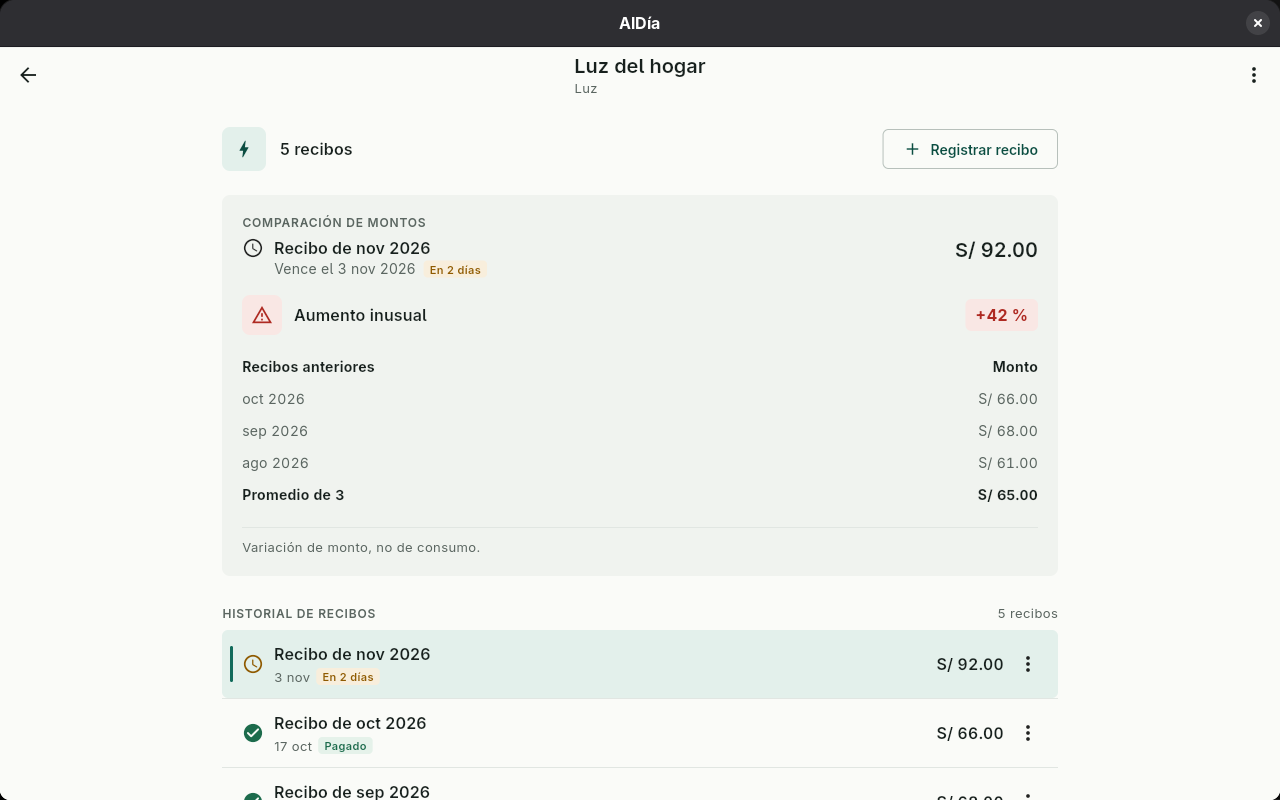 AlDía
Luz del hogar
Luz
5 recibos
Registrar recibo
COMPARACIÓN DE MONTOS
Recibo de nov 2026
S/ 92.00
Vence el 3 nov 2026 En 2 días
Aumento inusual
+42 %
Recibos anteriores Monto
oct 2026 S/ 66.00
sep 2026 S/ 68.00
ago 2026 S/ 61.00
Promedio de 3 S/ 65.00
Variación de monto, no de consumo.
HISTORIAL DE RECIBOS 5 recibos
Recibo de nov 2026
3 nov En 2 días
S/ 92.00
Recibo de oct 2026
17 oct Pagado
S/ 66.00
Recibo de sep 2026
S/ 68.00